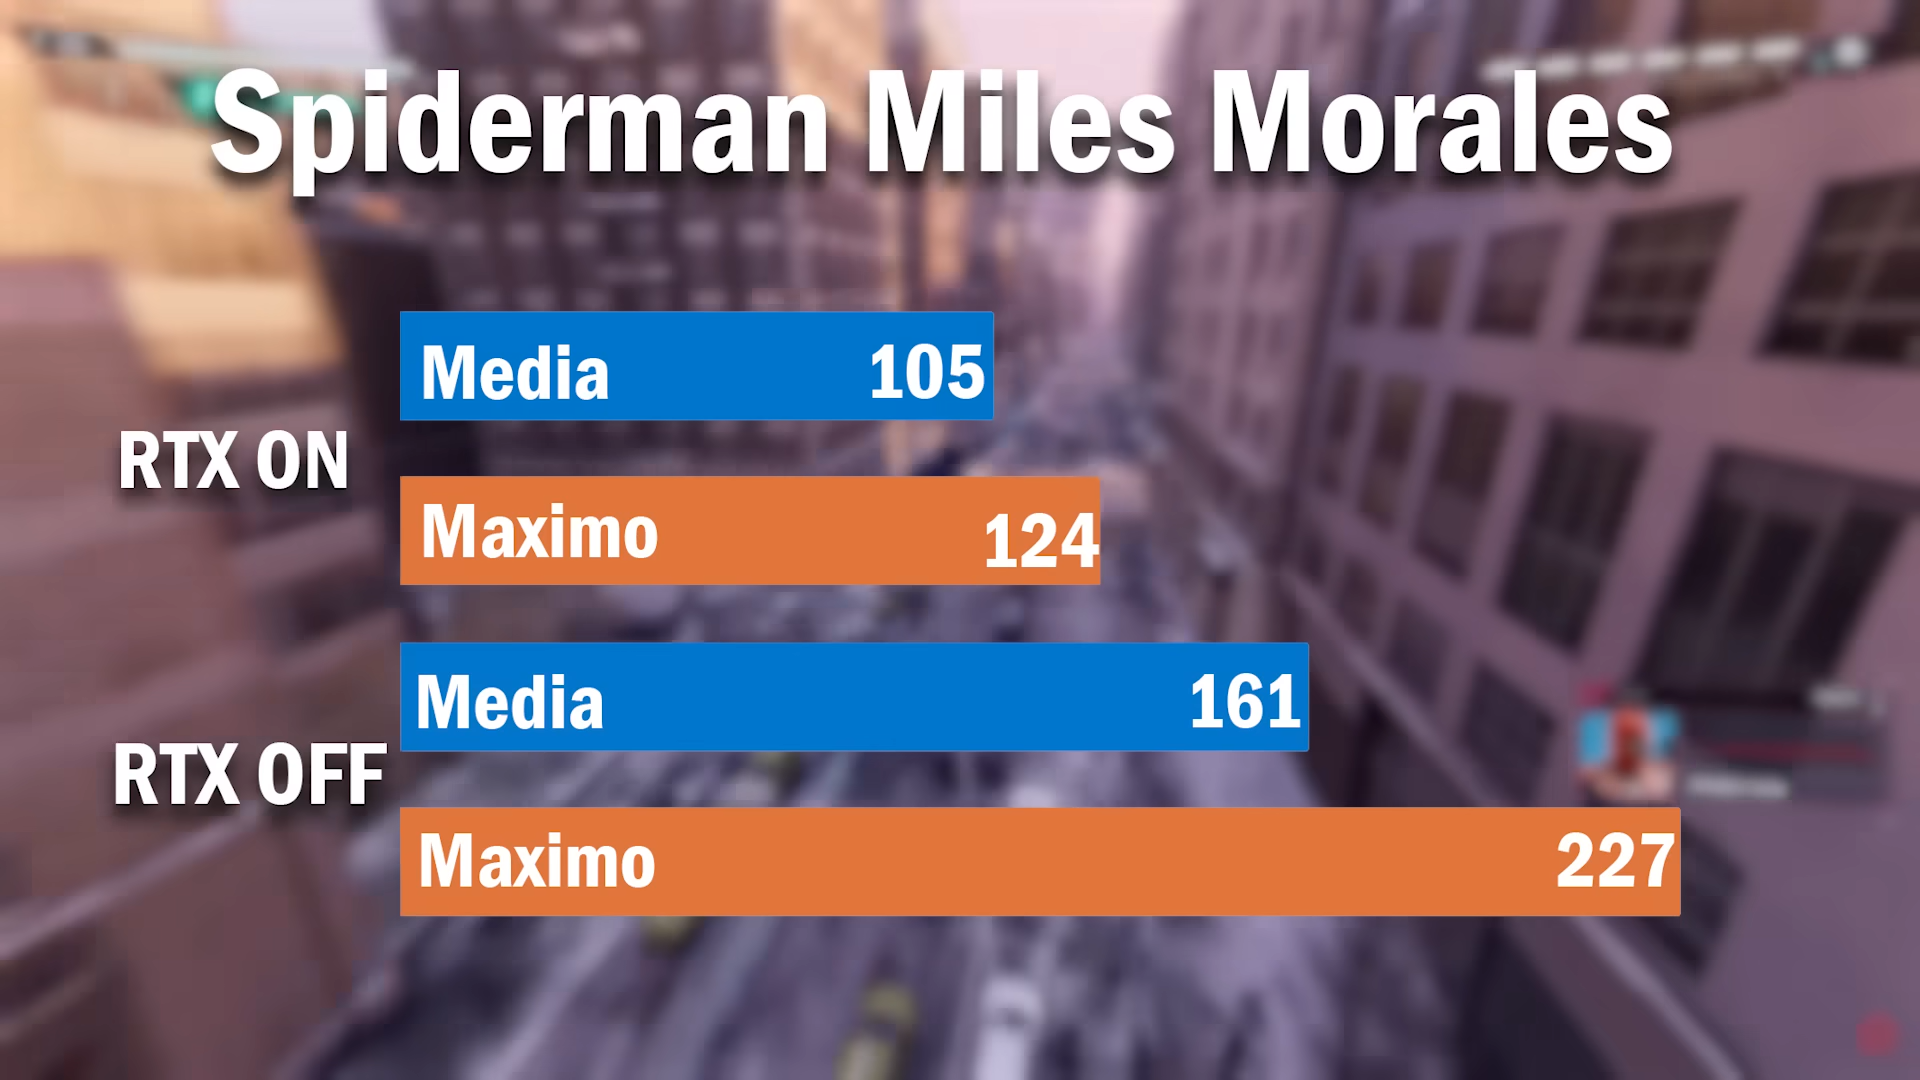 Spiderman Miles Morales
RTX ON
Media 105
Maximo 124
RTX OFF
Media 161
Maximo 227